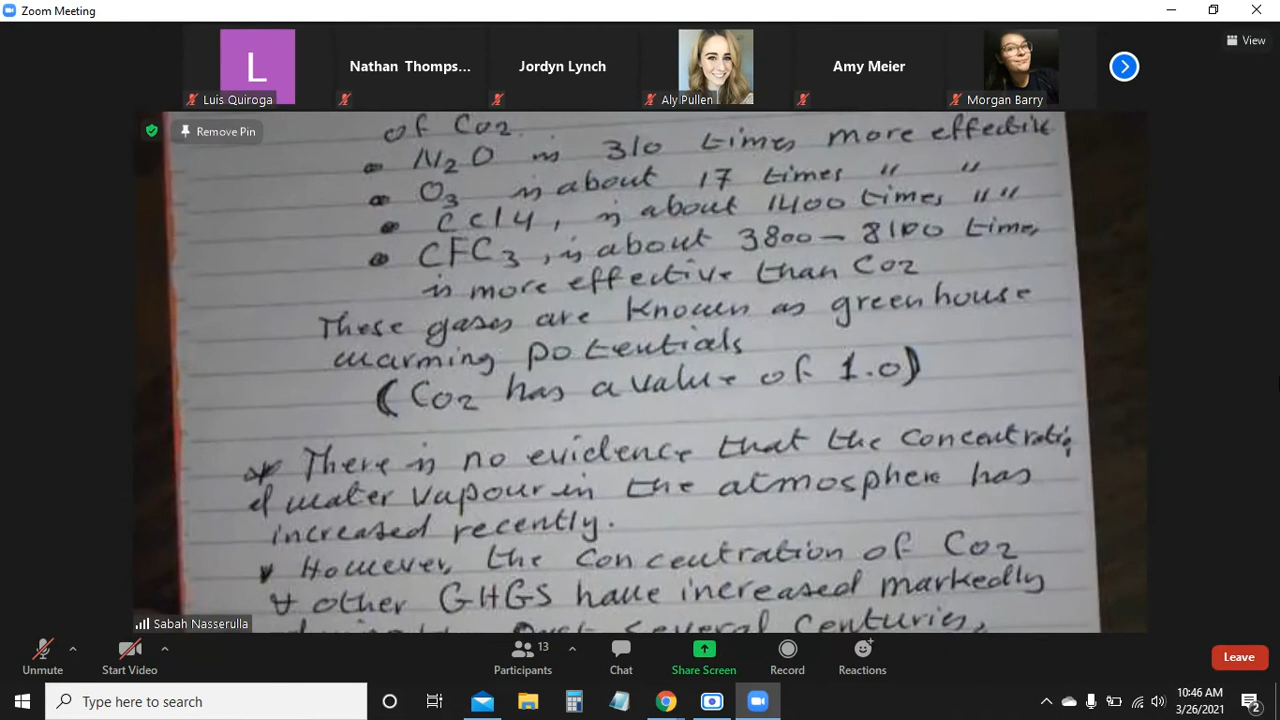 Zoom Meeting
View
L
Luis Quiroga
Nathan Thomps...
Jordyn Lynch
Aly Pullen
Amy Meier
Morgan Barry
Remove Pin
of Co2
• N2O is 310 times more effective
• O3 is about 17 times " "
• CCl4, is about 1400 times " "
• CFC3, is about 3800 - 8100 times
is more effective than Co2
These gases are known as greenhouse
warming potentials
(Co2 has a value of 1.0)
* There is no evidence that the concentratio
of water vapour in the atmosphere has
increased recently.
However, the concentration of Co2
& other GHGS have increased markedly
past several centuries,
Sabah Nasserulla
Unmute
Start Video
13
Participants
Chat
Share Screen
Record
Reactions
Leave
Type here to search
10:46 AM
3/26/2021
2